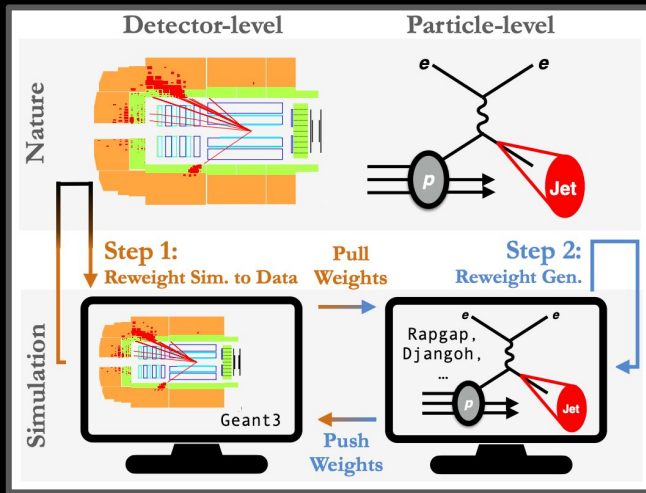 Detector-level
Particle-level
Nature
e
e
p
Jet
Step 1:
Reweight Sim. to Data
Pull
Weights
Step 2:
Reweight Gen.
Simulation
Geant3
Push
Weights
Rapgap,
Djangoh,
…
e
e
p
Jet